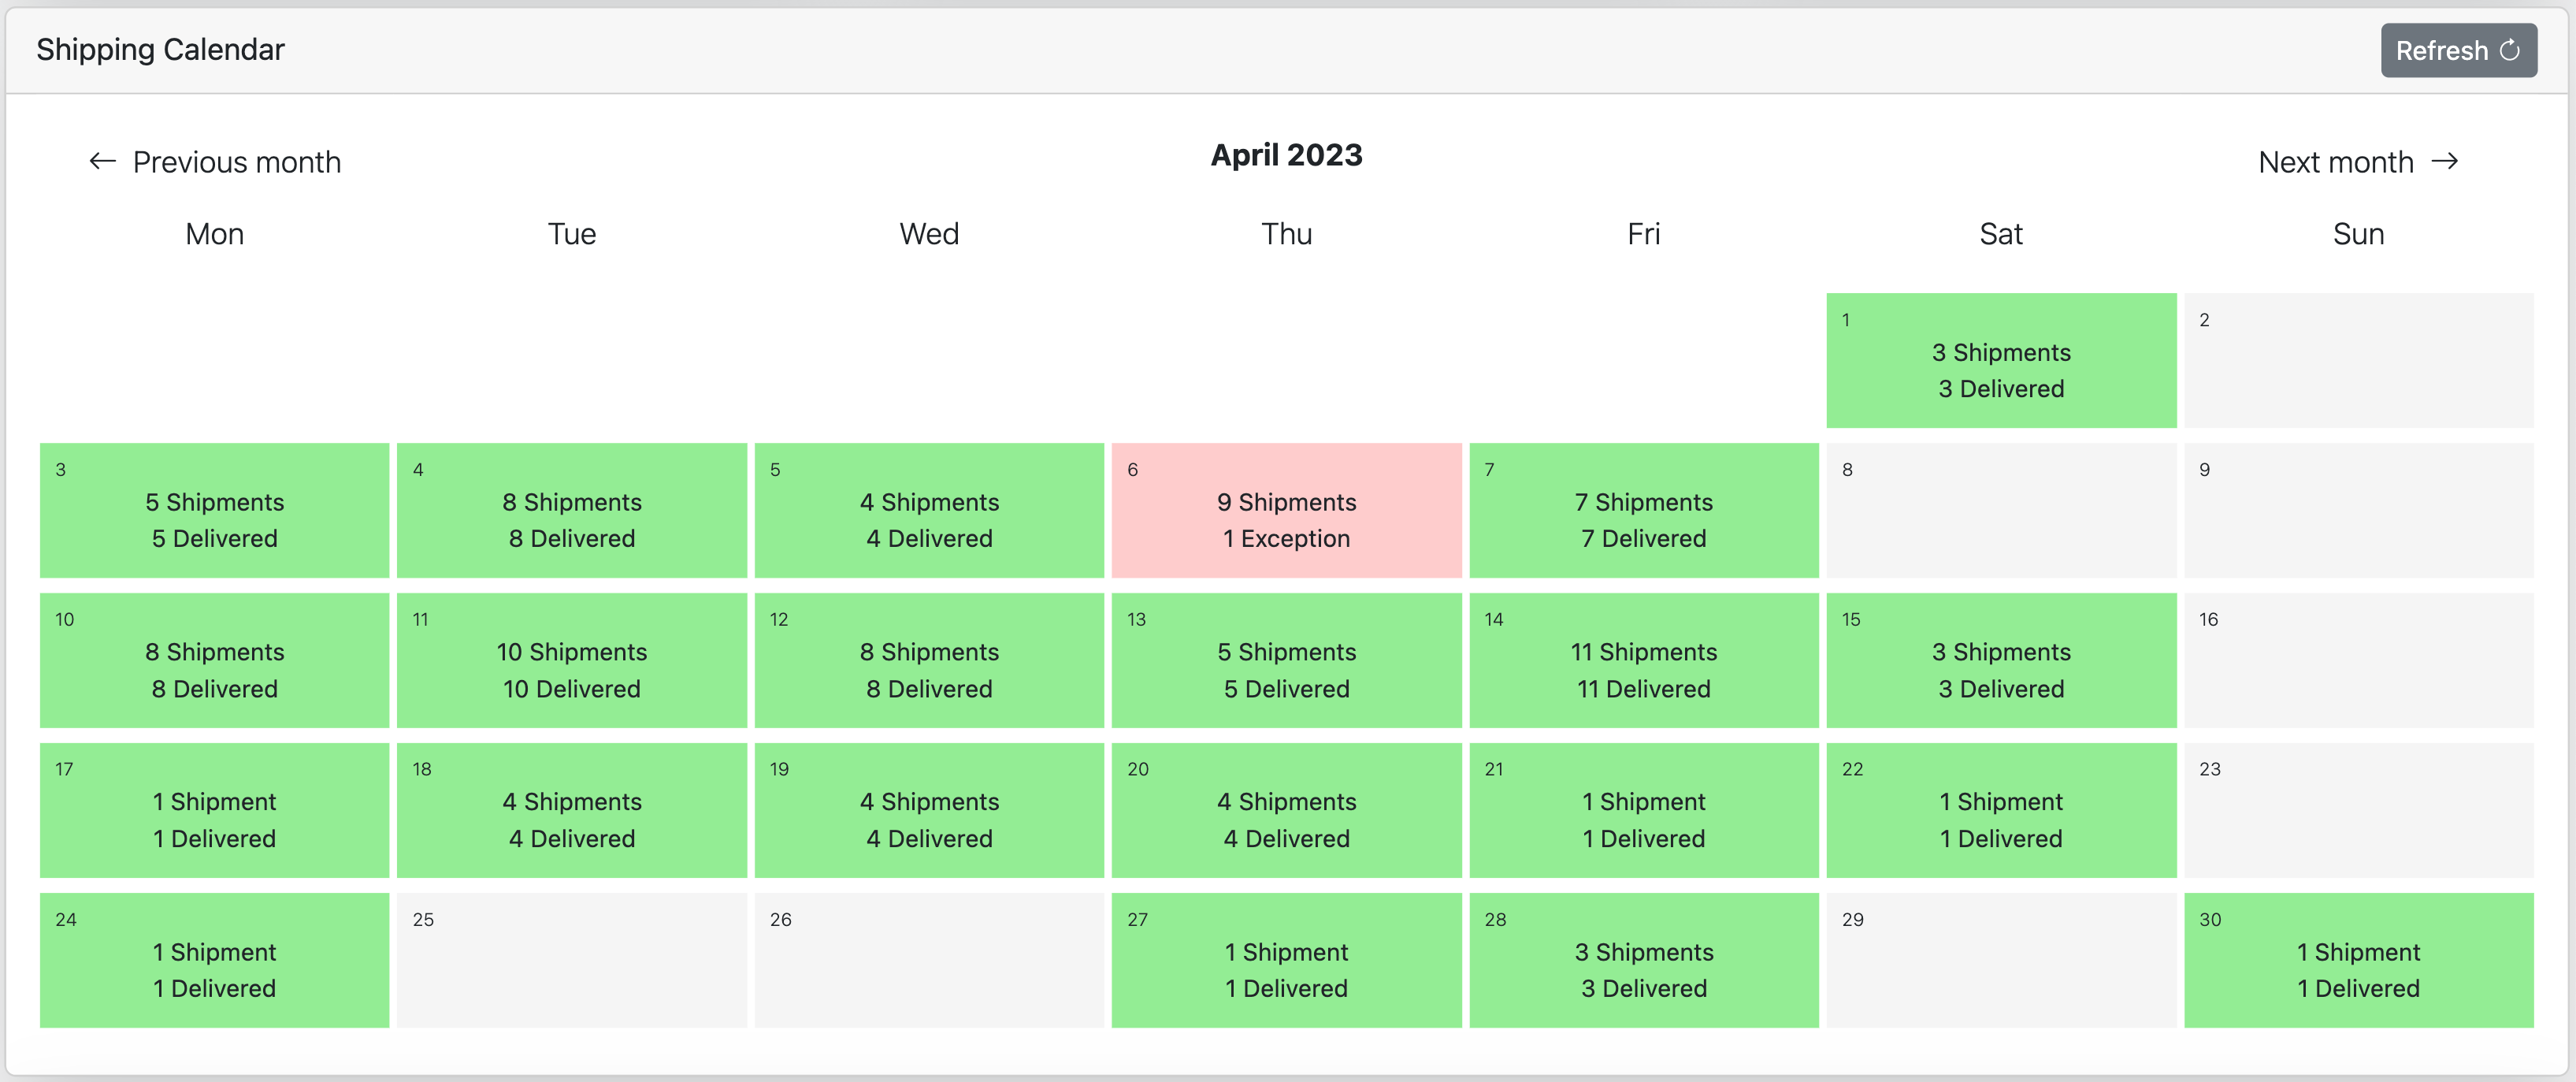 Shipping Calendar
Refresh
Previous month
April 2023
Next month
Mon Tue Wed Thu Fri Sat Sun
1
3 Shipments
3 Delivered
2
3
5 Shipments
5 Delivered
4
8 Shipments
8 Delivered
5
4 Shipments
4 Delivered
6
9 Shipments
1 Exception
7
7 Shipments
7 Delivered
8
9
10
8 Shipments
8 Delivered
11
10 Shipments
10 Delivered
12
8 Shipments
8 Delivered
13
5 Shipments
5 Delivered
14
11 Shipments
11 Delivered
15
3 Shipments
3 Delivered
16
17
1 Shipment
1 Delivered
18
4 Shipments
4 Delivered
19
4 Shipments
4 Delivered
20
4 Shipments
4 Delivered
21
1 Shipment
1 Delivered
22
1 Shipment
1 Delivered
23
24
1 Shipment
1 Delivered
25
26
27
1 Shipment
1 Delivered
28
3 Shipments
3 Delivered
29
30
1 Shipment
1 Delivered